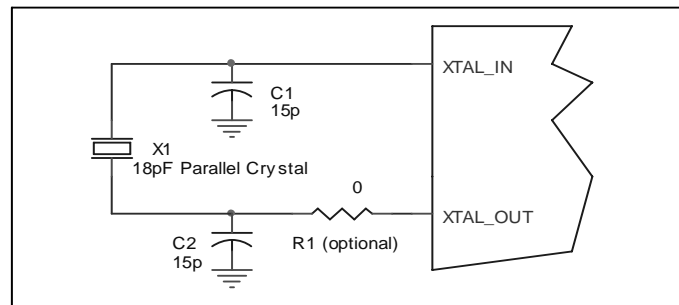 XTAL_IN
C1
15p
X1
18pF Parallel Crystal
0
XTAL_OUT
C2
15p
R1 (optional)